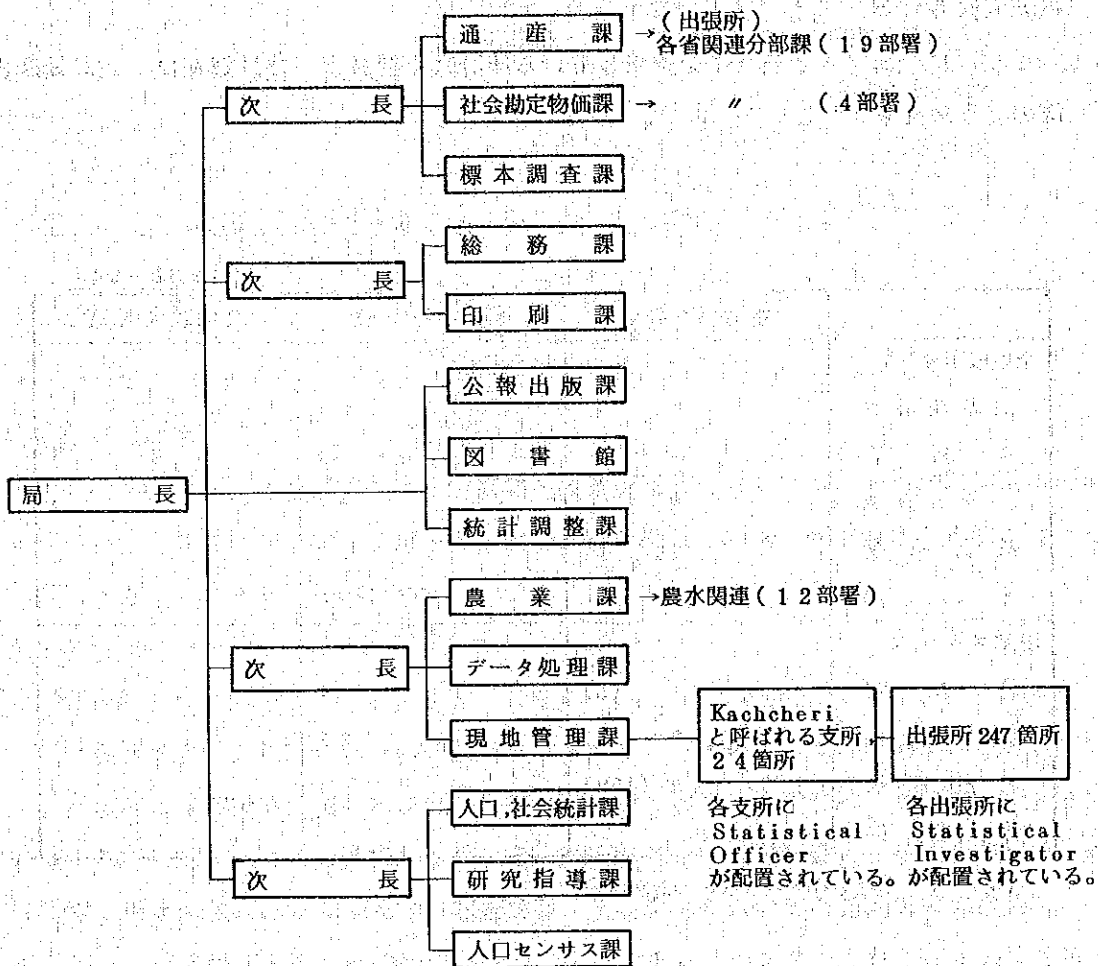 通産課
→(出張所)
各省関連分部課(19部署)
次長
社会勘定物価課
→ 〃 (4部署)
標本調査課
総務課
次長
印刷課
公報出版課
図書館
局長
統計調整課
農業課
→農水関連(12部署)
次長
データ処理課
現地管理課
Kachcheri
と呼ばれる支所,
24箇所
出張所247箇所
各支所に
Statistical
Officer
が配置されている。
各出張所に
Statistical
Investigator
が配置されている。
人口,社会統計課
次長
研究指導課
人口センサス課